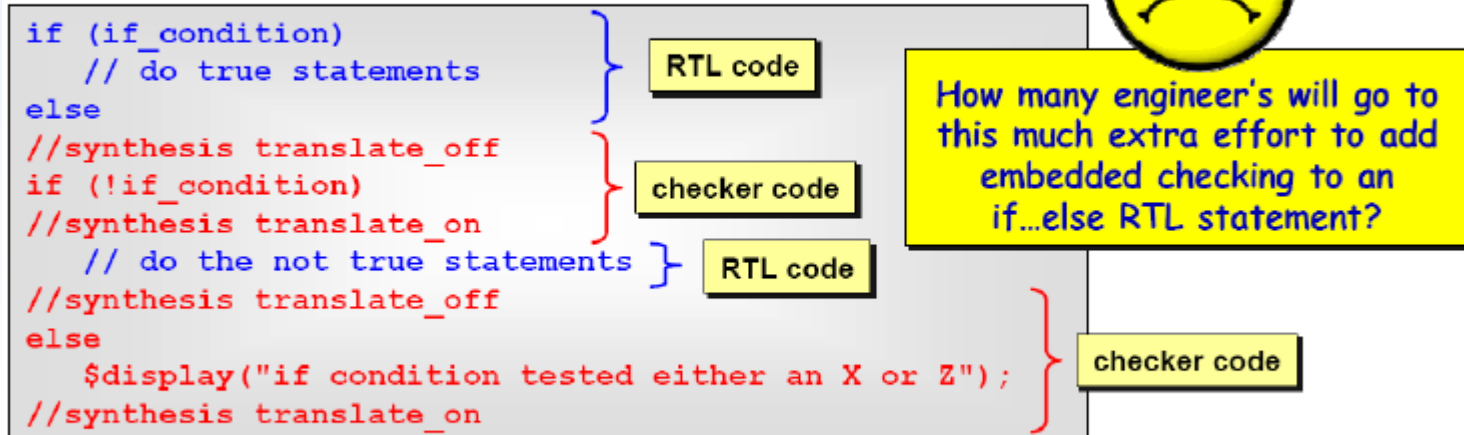 if (if_condition)
// do true statements
else
//synthesis translate_off
if (!if_condition)
//synthesis translate_on
// do the not true statements
//synthesis translate_off
else
$display("if condition tested either an X or Z");
//synthesis translate_on
RTL code
checker code
RTL code
checker code
How many engineer's will go to
this much extra effort to add
embedded checking to an
if...else RTL statement?